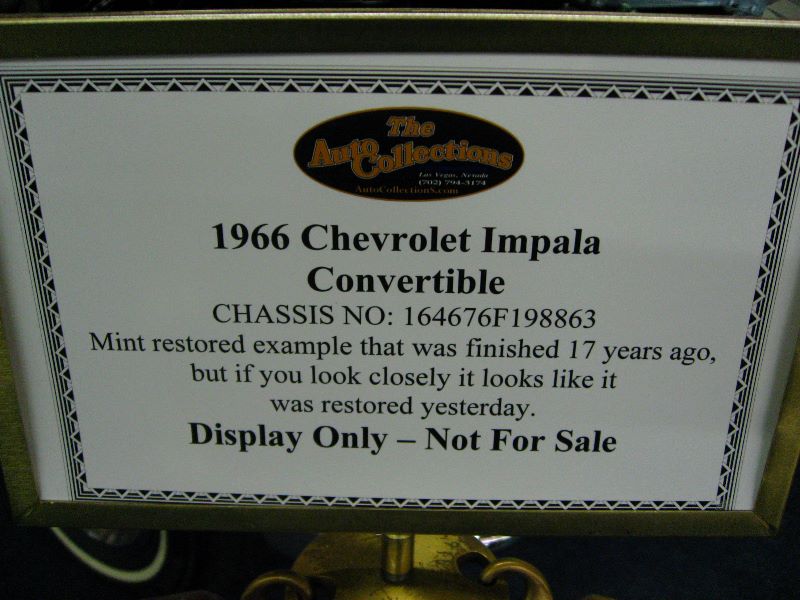 The
Auto Collections
Las Vegas, Nevada
(702) 794-3174
AutoCollections.com
1966 Chevrolet Impala
Convertible
CHASSIS NO: 164676F198863
Mint restored example that was finished 17 years ago,
but if you look closely it looks like it
was restored yesterday.
Display Only – Not For Sale